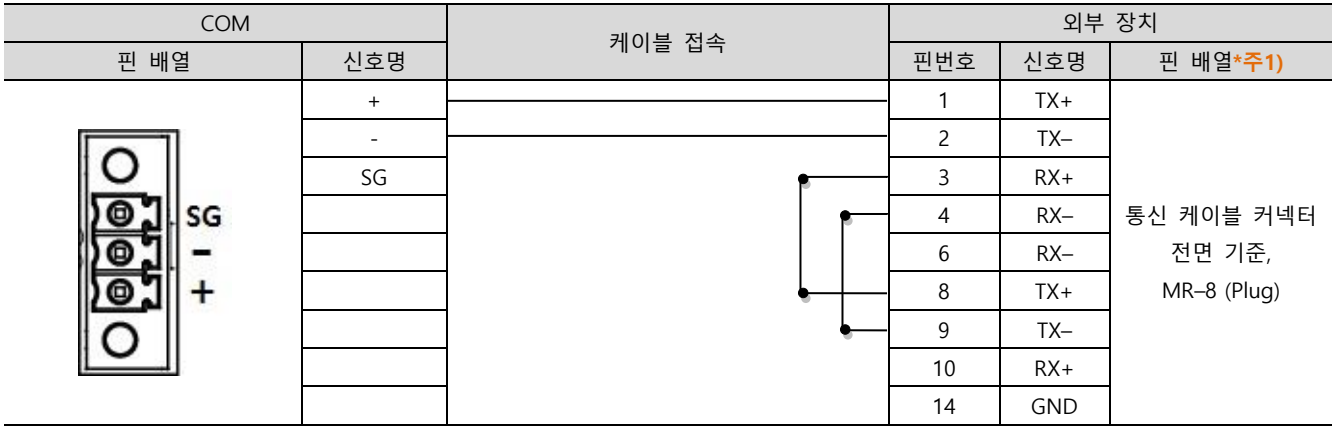 COM 케이블 접속 외부 장치
핀 배열 신호명 핀번호 신호명 핀 배열*주1)
+ 1 TX+
- 2 TX–
SG 3 RX+
4 RX–
6 RX–
8 TX+
9 TX–
10 RX+
14 GND
SG
-
+
통신 케이블 커넥터
전면 기준,
MR–8 (Plug)